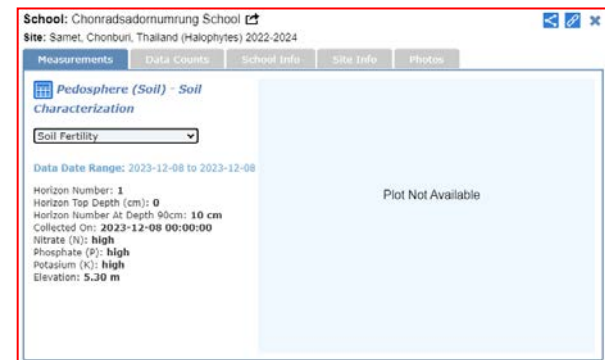 School: Chonradsadornumrung School
Site: Samet, Chonburi, Thailand (Halophytes) 2022-2024
Measurements Data Counts School Info Site Info Photos
Pedosphere (Soil) - Soil
Characterization
Soil Fertility
Data Date Range: 2023-12-08 to 2023-12-08
Horizon Number: 1
Horizon Top Depth (cm): 0
Horizon Number At Depth 90cm: 10 cm
Collected On: 2023-12-08 00:00:00
Nitrate (N): high
Phosphate (P): high
Potasium (K): high
Elevation: 5.30 m
Plot Not Available